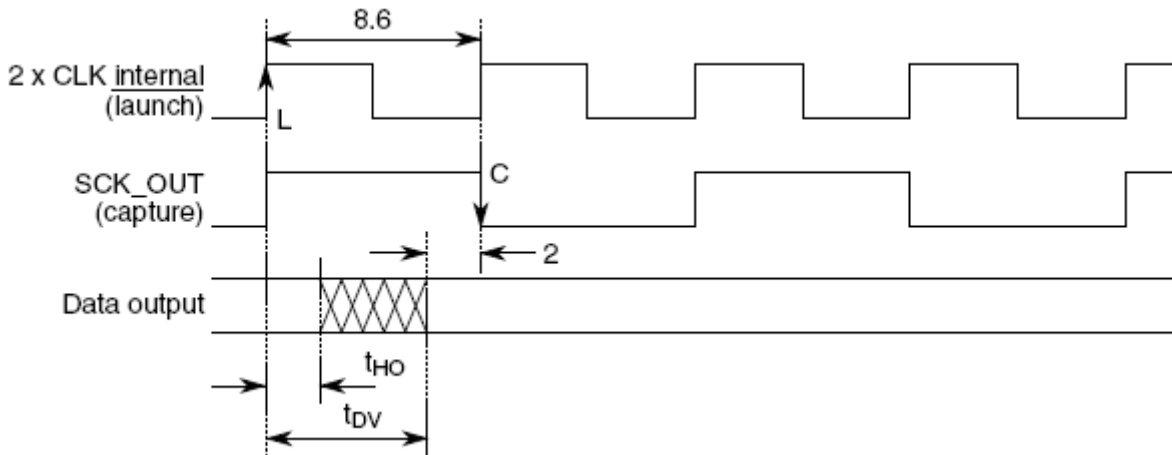 8.6
2 x CLK internal
(launch)
L
SCK_OUT
(capture)
C
2
Data output
tHO
tDV